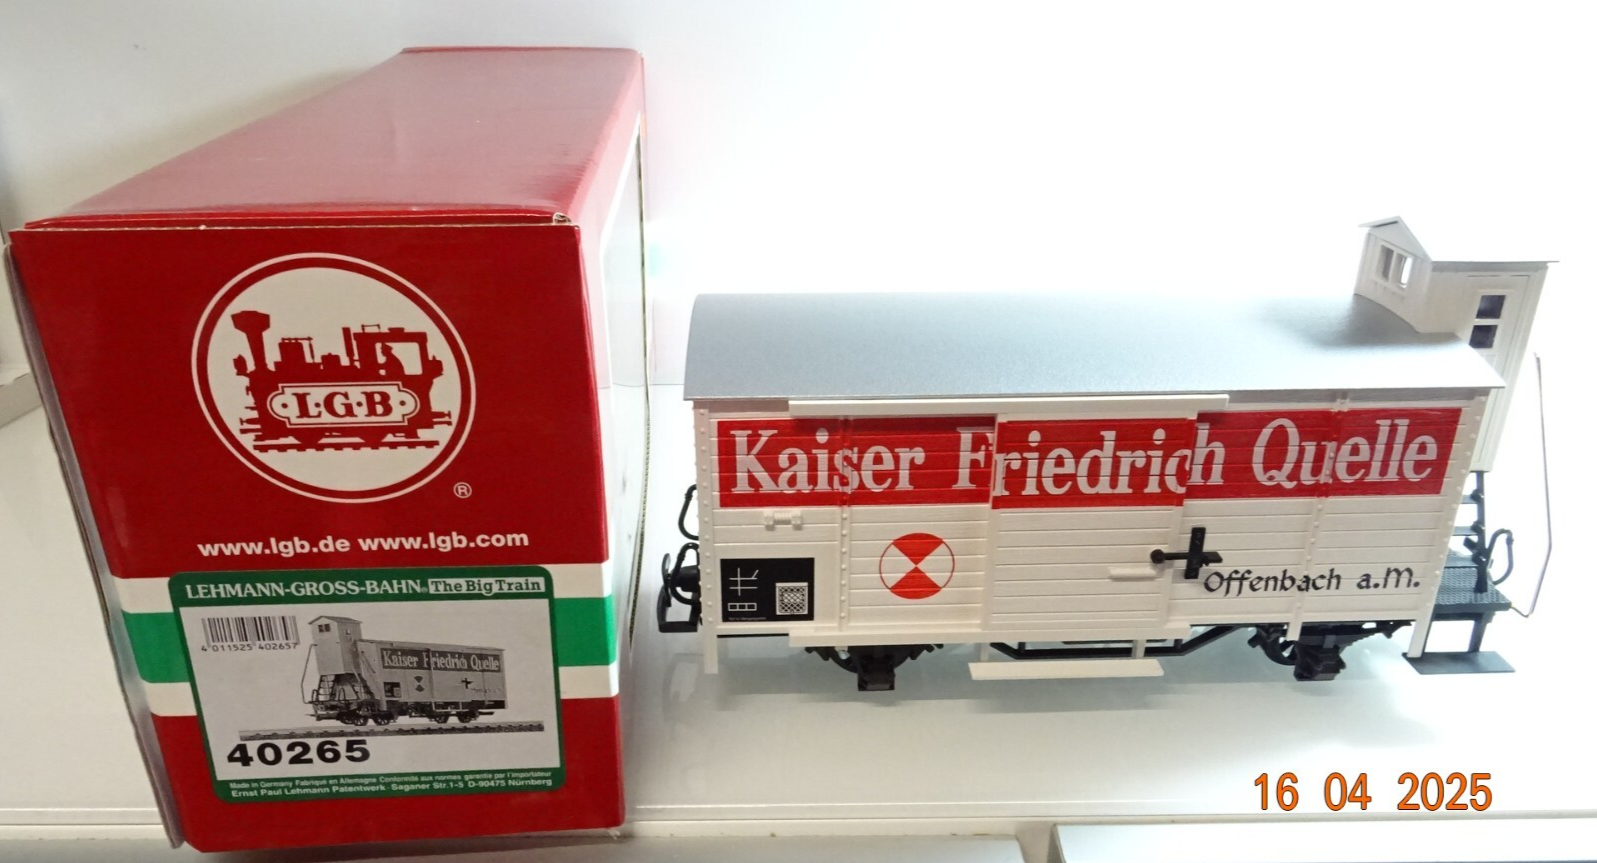 L·G·B
®
www.lgb.de www.lgb.com
LEHMANN-GROSS-BAHN® The Big Train
4 011525 402657
Kaiser Friedrich Quelle
40265
Made in Germany Fabriqué en Allemagne Conformité aux normes garantie par l'importateur
Ernst Paul Lehmann Patentwerk · Saganer Str. 1-5 D-90475 Nürnberg
Kaiser Friedrich Quelle
Offenbach a.M.
16 04 2025